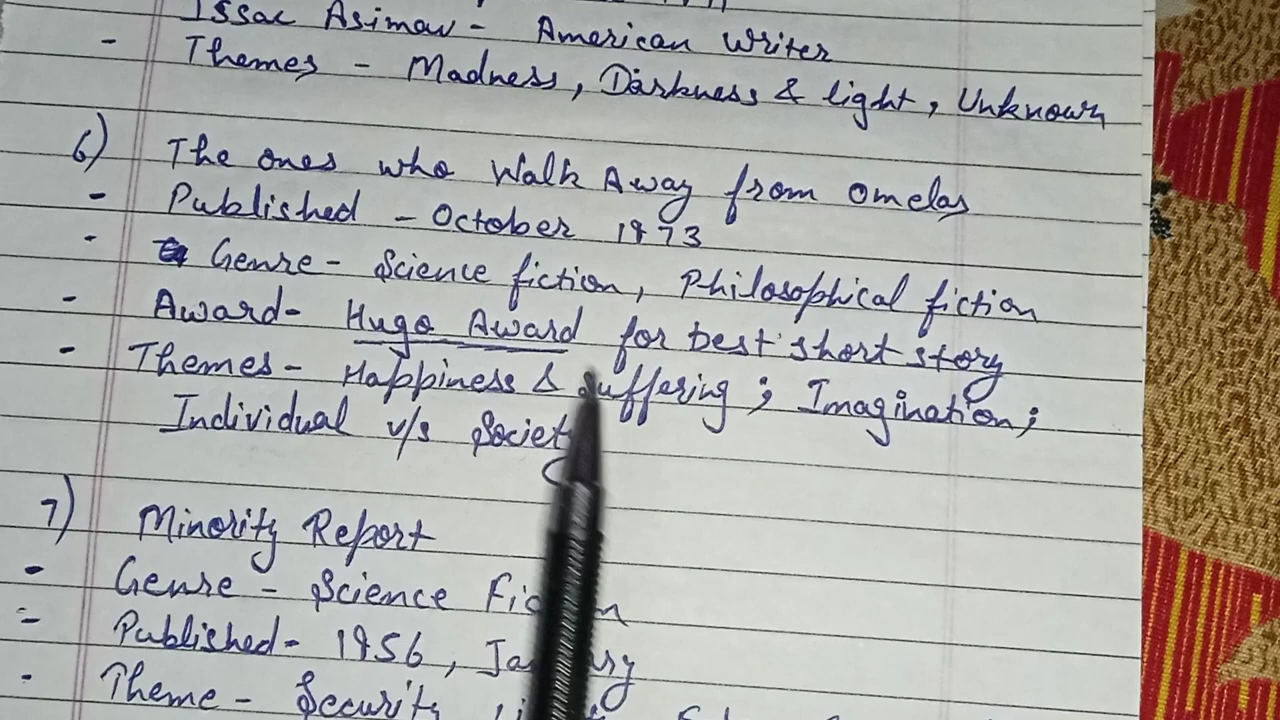 Issac Asimov - American Writer
- Themes - Madness, Darkness & light, Unknown
6) The ones who Walk Away from Omelas
- Published - October 1973
- Genre - Science fiction, Philosophical fiction
- Award - Hugo Award for best short story
- Themes - Happiness & Suffering; Imagination;
Individual v/s Society
7) Minority Report
- Genre - Science Fiction
- Published - 1956, January
- Theme - Security